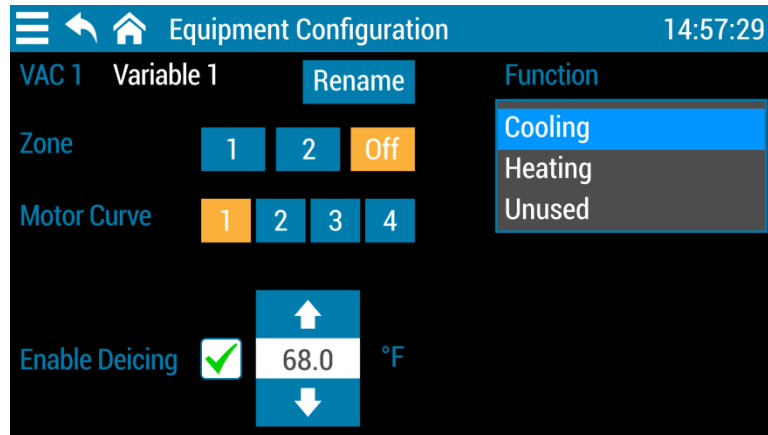 Equipment Configuration 14:57:29
VAC 1 Variable 1 Rename
Function
Cooling
Heating
Unused
Zone 1 2 Off
Motor Curve 1 2 3 4
Enable Deicing 68.0 °F